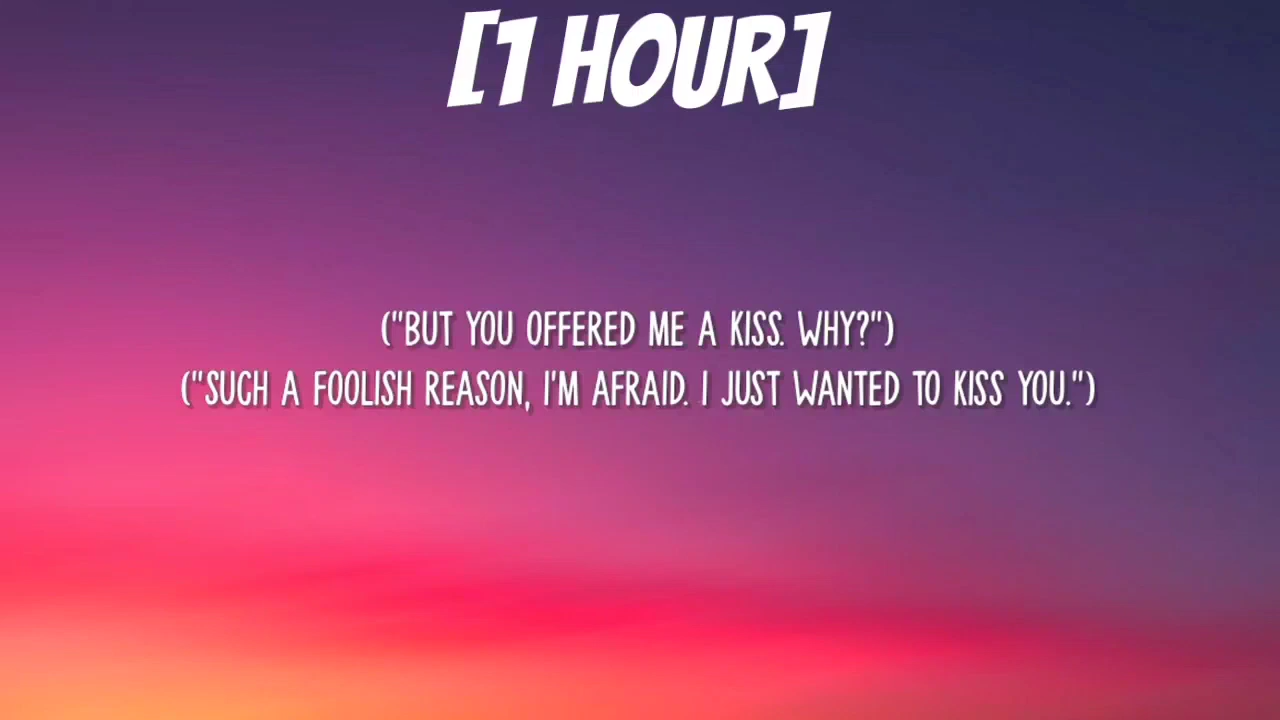 [1 HOUR]
("BUT YOU OFFERED ME A KISS. WHY?")
("SUCH A FOOLISH REASON, I'M AFRAID. I JUST WANTED TO KISS YOU.")